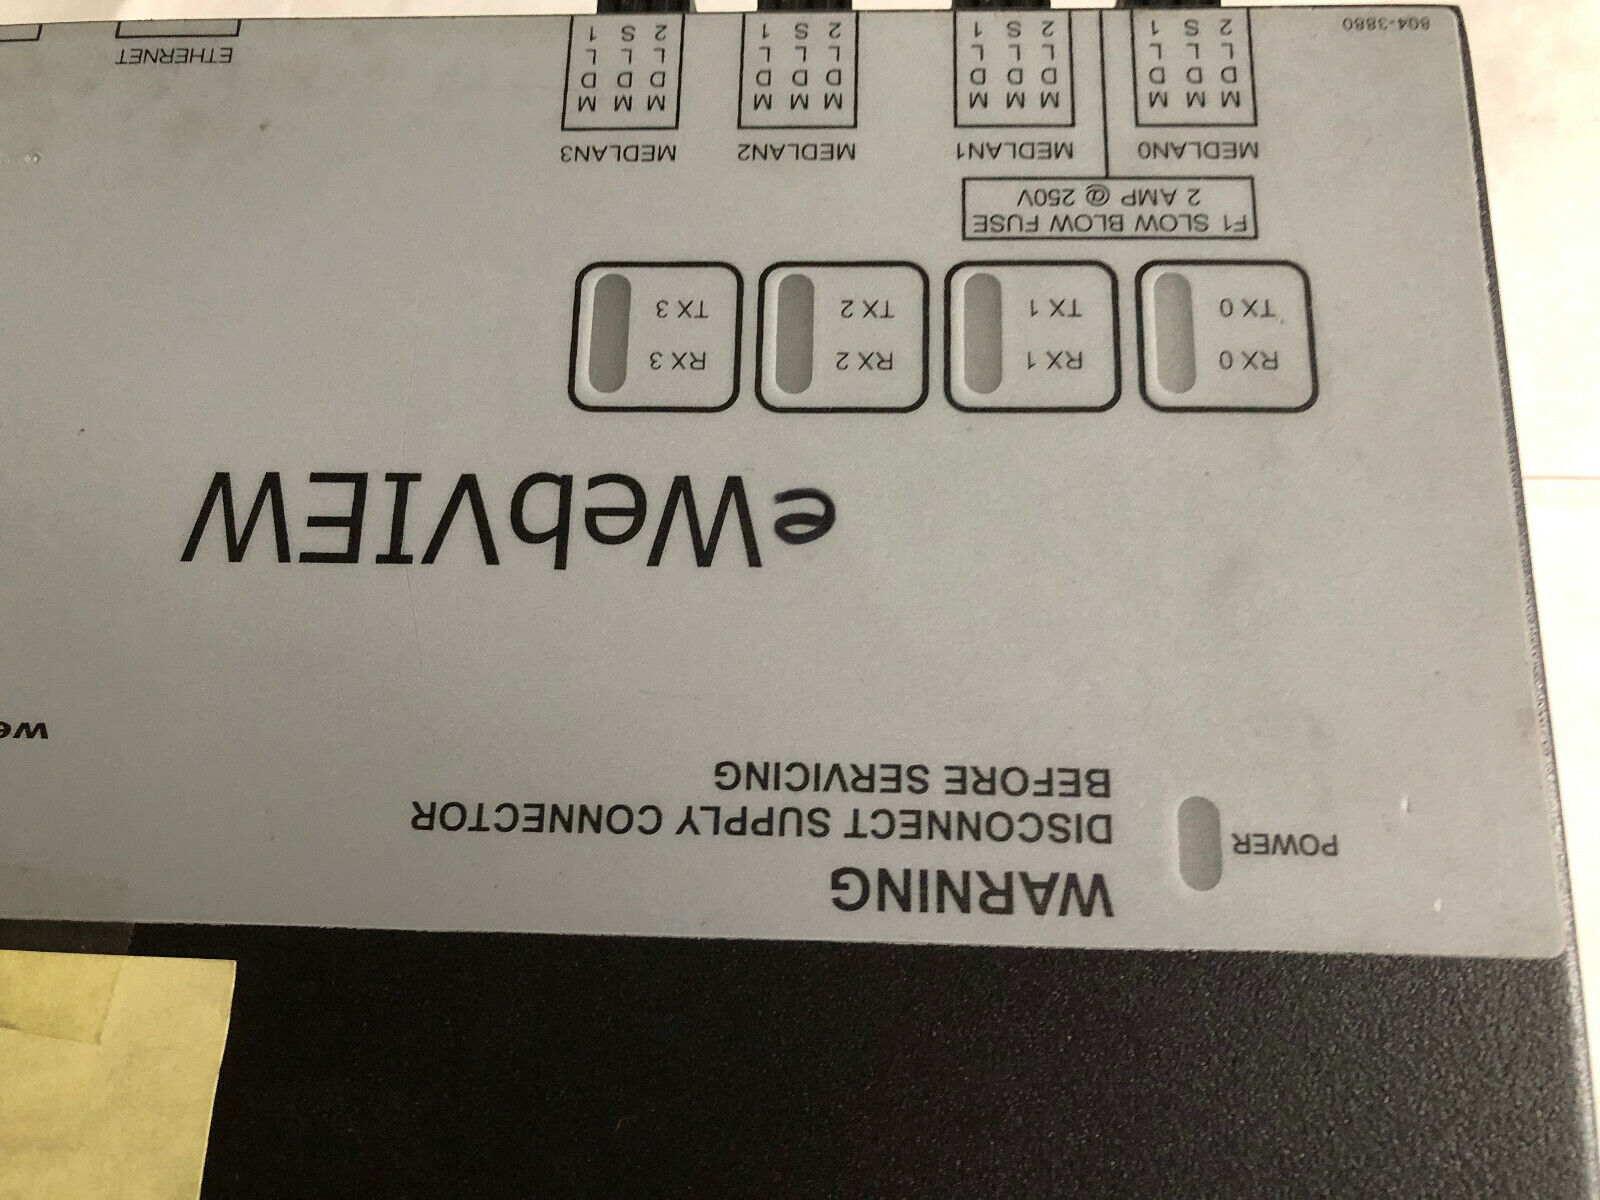 WARNING
POWER
DISCONNECT SUPPLY CONNECTOR
BEFORE SERVICING
eWebVIEW
RX 0 RX 1 RX 2 RX 3
TX 0 TX 1 TX 2 TX 3
F1 SLOW BLOW FUSE
2 AMP @ 250V
MEDLAN0 MEDLAN1 MEDLAN2 MEDLAN3
M M M M M M M M M M M M
D D D D D D D D D D D D
L L L L L L L L L L L L
2 S 1 2 S 1 2 S 1 2 S 1
ETHERNET
804-3880